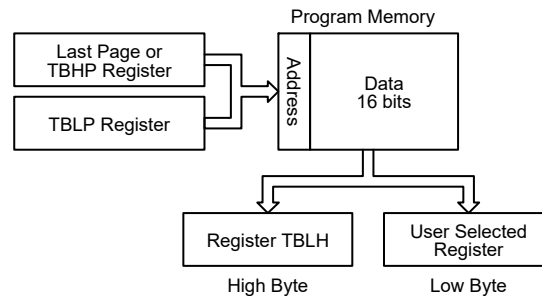 Program Memory
Last Page or
TBHP Register
TBLP Register
Address
Data
16 bits
Register TBLH
User Selected
Register
High Byte
Low Byte